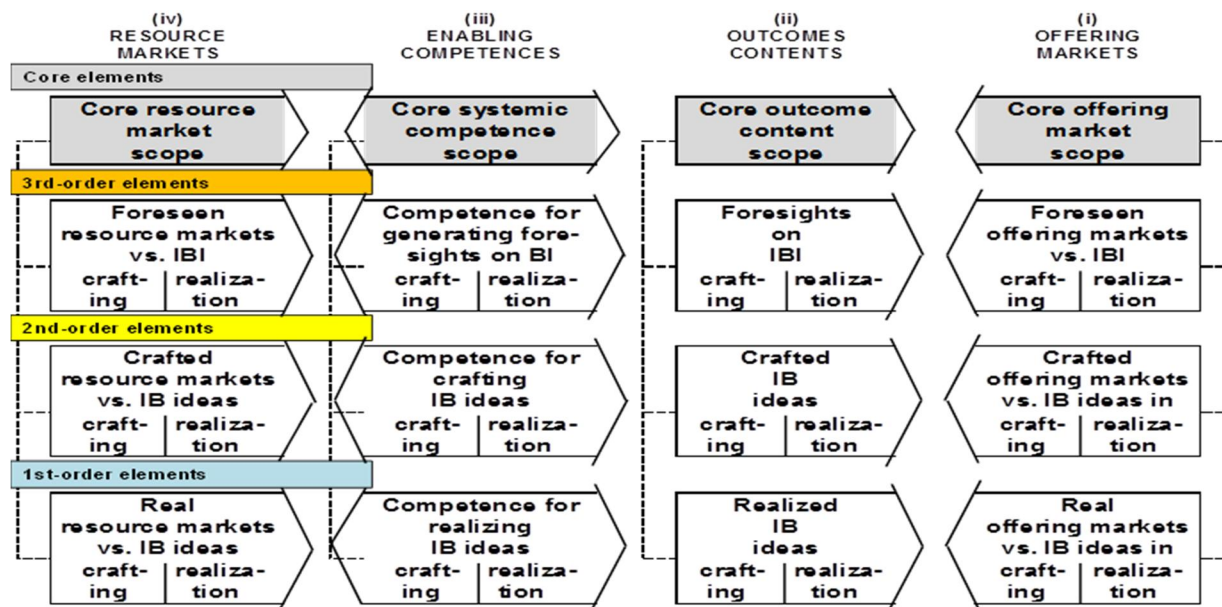 (iv)
RESOURCE
MARKETS
(iii)
ENABLING
COMPETENCES
(ii)
OUTCOMES
CONTENTS
(i)
OFFERING
MARKETS
Core elements
Core resource
market
scope
Core systemic
competence
scope
Core outcome
content
scope
Core offering
market
scope
3rd-order elements
Foreseen
resource markets
vs. IBI
craft-
ing
realiza-
tion
Competence for
generating fore-
sights on BI
craft-
ing
realiza-
tion
Foresights
on
IBI
craft-
ing
realiza-
tion
Foreseen
offering markets
vs. IBI
craft-
ing
realiza-
tion
2nd-order elements
Crafted
resource markets
vs. IB ideas
craft-
ing
realiza-
tion
Competence for
crafting
IB ideas
craft-
ing
realiza-
tion
Crafted
IB
ideas
craft-
ing
realiza-
tion
Crafted
offering markets
vs. IB ideas in
craft-
ing
realiza-
tion
1st-order elements
Real
resource markets
vs. IB ideas
craft-
ing
realiza-
tion
Competence for
realizing
IB ideas
craft-
ing
realiza-
tion
Realized
IB
ideas
craft-
ing
realiza-
tion
Real
offering markets
vs. IB ideas in
craft-
ing
realiza-
tion